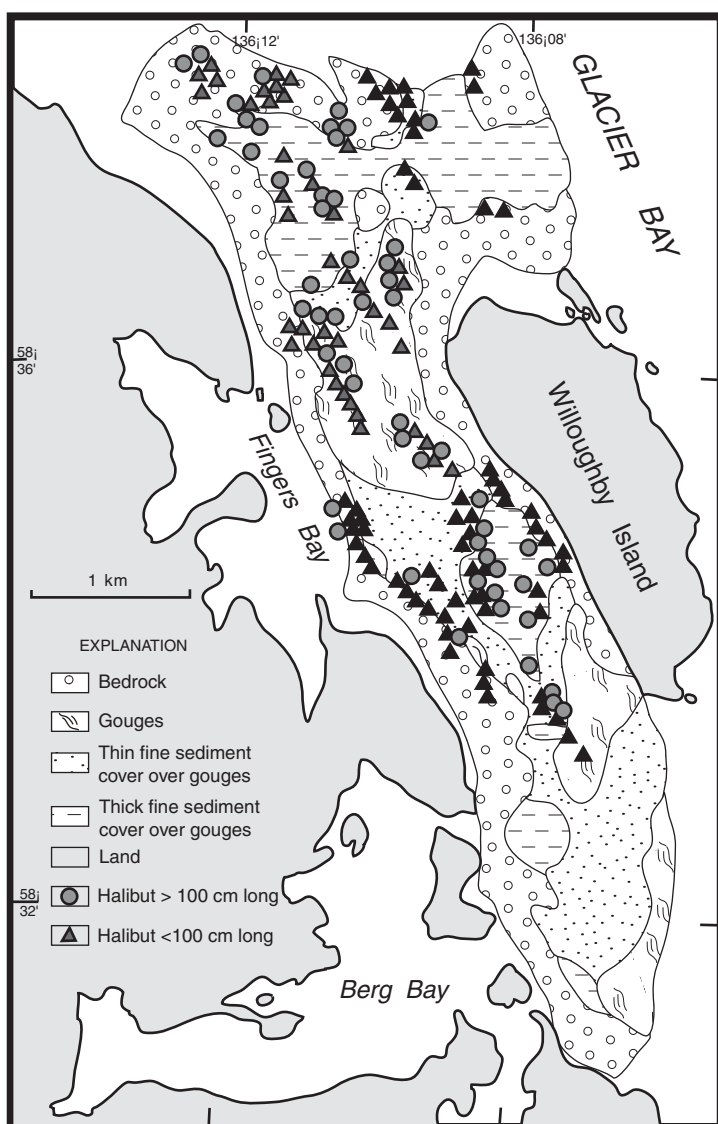 136¡12'
136¡08'
GLACIER BAY
58¡
36'
Willoughby
Island
Fingers
Bay
1 km
EXPLANATION
Bedrock
Gouges
Thin fine sediment
cover over gouges
Thick fine sediment
cover over gouges
Land
58¡
32'
Halibut > 100 cm long
Halibut <100 cm long
Berg Bay